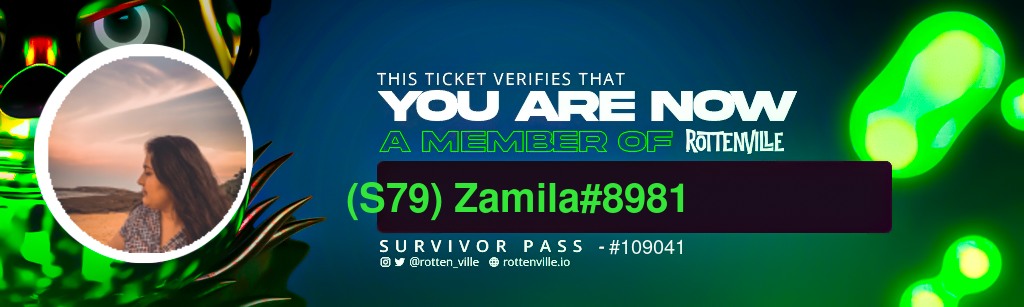 THIS TICKET VERIFIES THAT
YOU ARE NOW
A MEMBER OF ROTTENVILLE
(S79) Zamila#8981
SURVIVOR PASS - #109041
@rotten_ville rottenville.io